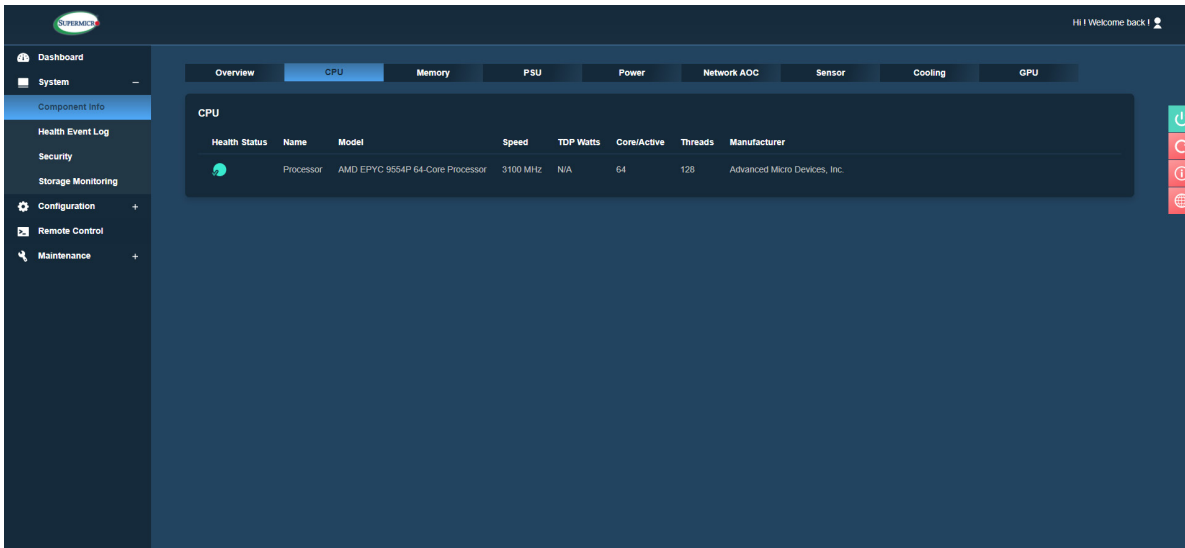 SUPERMICR
Hi ! Welcome back !
Dashboard
System
Component Info
Health Event Log
Security
Storage Monitoring
Configuration
Remote Control
Maintenance
Overview CPU Memory PSU Power Network AOC Sensor Cooling GPU
CPU
Health Status Name Model Speed TDP Watts Core/Active Threads Manufacturer
Processor AMD EPYC 9554P 64-Core Processor 3100 MHz N/A 64 128 Advanced Micro Devices, Inc.